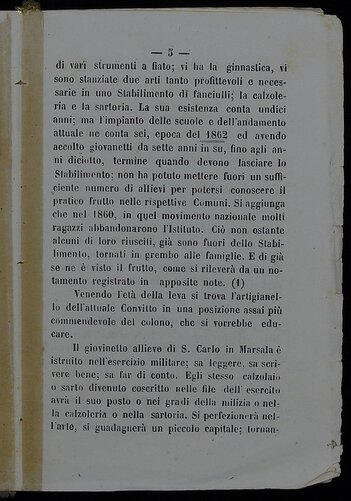 — 5 —
di varî strumenti a fiato; vi ha la ginnastica, vi
sono stanziate due arti tanto profittevoli e neces-
sarie in uno Stabilimento di fanciulli; la calzole-
ria e la sartoria. La sua esistenza conta undici
anni; ma l'impianto delle scuole e dell'andamento
attuale ne conta sei, epoca del 1862 ed avendo
accolto giovanetti da sette anni in su, fino agli an-
ni diciotto, termine quando devono lasciare lo
Stabilimento; non ha potuto mettere fuori un suffi-
ciente numero di allievi per potersi conoscere il
pratico frutto nelle rispettive Comuni. Si aggiunga
che nel 1860, in quel movimento nazionale molti
ragazzi abbandonarono l'Istituto. Ciò non ostante
alcuni di loro riusciti, già sono fuori dello Stabi-
limento, tornati in grembo alle famiglie. E di già
se ne è visto il frutto, come si rileverà da un no-
tamento registrato in apposite note. (1)
Venendo l'età della leva si trova l'artigianel-
lo dell'attuale Convitto in una posizione assai più
commendevole del colono, che si vorrebbe edu-
care.
Il giovinetto allievo di S. Carlo in Marsala è
istruito nell'esercizio militare; sa leggere, sa scri-
vere bene; sa far di conto. Egli stesso calzolaio
o sarto divenuto coscritto nelle file dell'esercito
avrà il suo posto o nei gradi della milizia o nel-
la calzoleria o nella sartoria. Si perfezionerà nel-
l'arte, si guadagnerà un piccolo capitale; tornan-